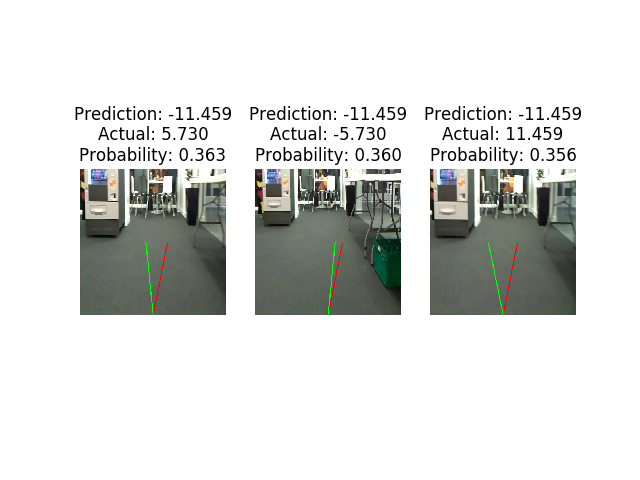 Prediction: -11.459
Actual: 5.730
Probability: 0.363
Prediction: -11.459
Actual: -5.730
Probability: 0.360
Prediction: -11.459
Actual: 11.459
Probability: 0.356